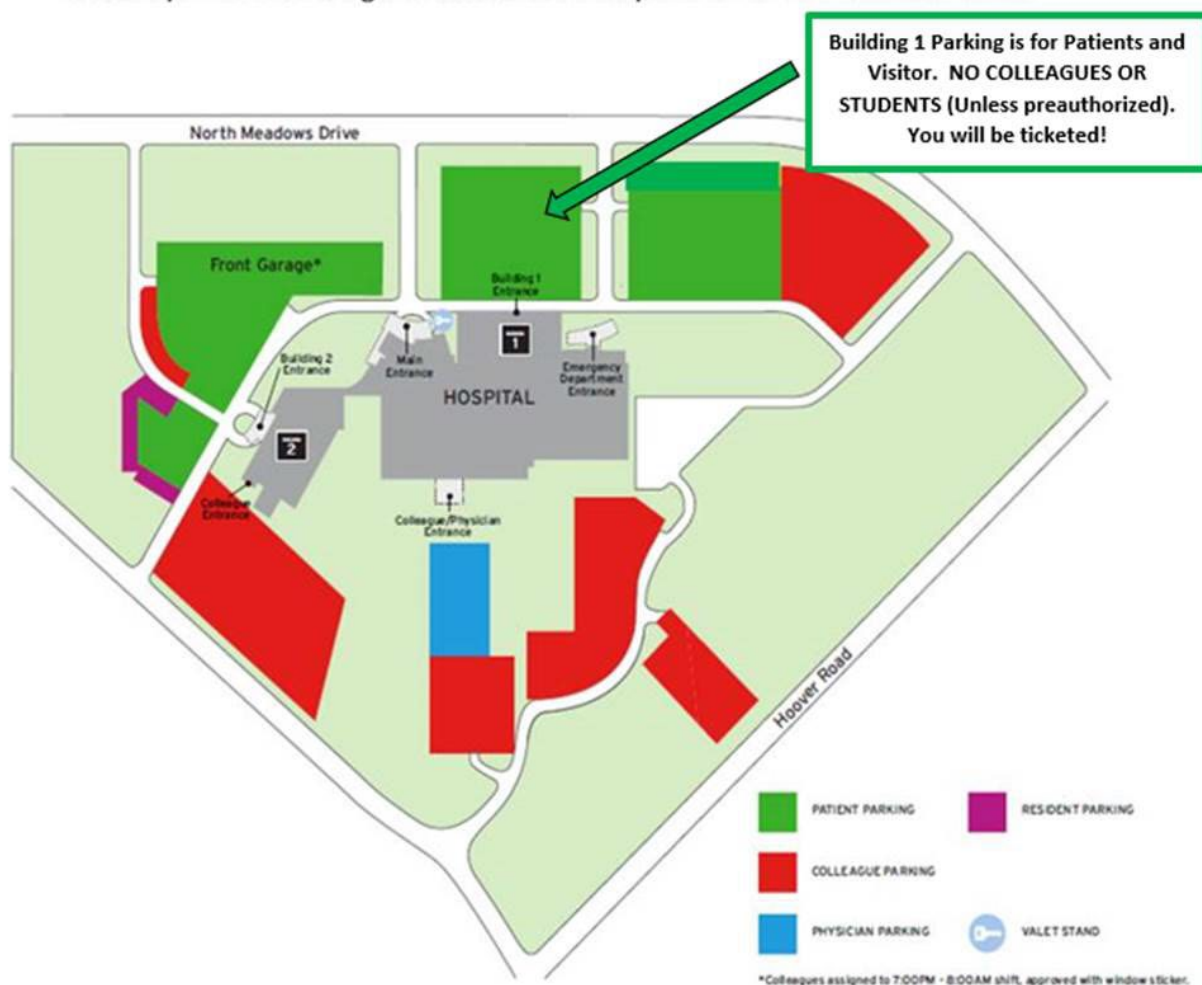 Building 1 Parking is for Patients and
Visitor. NO COLLEAGUES OR
STUDENTS (Unless preauthorized).
You will be ticketed!
North Meadows Drive
Front Garage*
Building 1
Entrance
1
Building 2
Entrance
Main
Entrance
Emergency
Department
Entrance
HOSPITAL
2
Colleague
Entrance
Colleague/Physician
Entrance
Hoover Road
PATIENT PARKING
RESIDENT PARKING
COLLEAGUE PARKING
PHYSICIAN PARKING
VALET STAND
*Colleagues assigned to 7:00PM - 8:00AM shift, approved with window sticker.